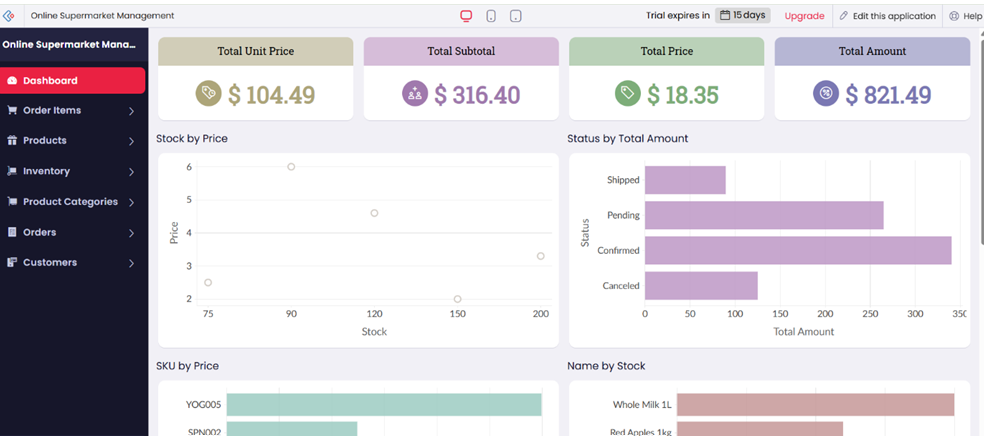 Online Supermarket Management
Trial expires in 15 days Upgrade Edit this application Help
Online Supermarket Mana...
Dashboard
Order Items
Products
Inventory
Product Categories
Orders
Customers
Total Unit Price
$ 104.49
Total Subtotal
$ 316.40
Total Price
$ 18.35
Total Amount
$ 821.49
Stock by Price
Price
6
5
4
3
2
75 90 120 150 200
Stock
Status by Total Amount
Status
Shipped
Pending
Confirmed
Canceled
0 50 100 150 200 250 300 350
Total Amount
SKU by Price
YOG005
SPN002
Name by Stock
Whole Milk 1L
Red Apples 1kg